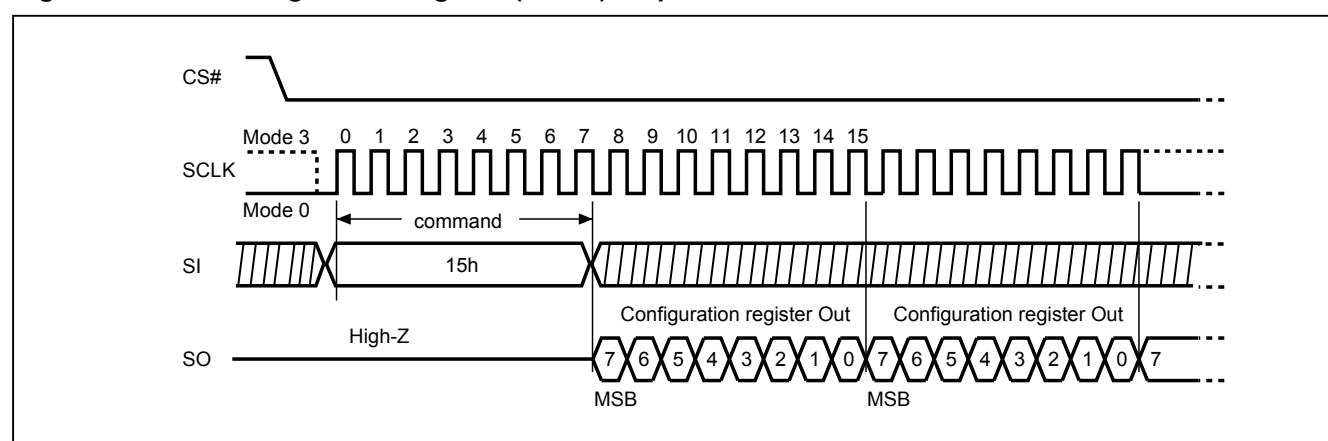 CS#
Mode 3 0 1 2 3 4 5 6 7 8 9 10 11 12 13 14 15
SCLK
Mode 0
command
SI 15h
Configuration register Out Configuration register Out
High-Z
SO 7 6 5 4 3 2 1 0 7 6 5 4 3 2 1 0 7
MSB MSB